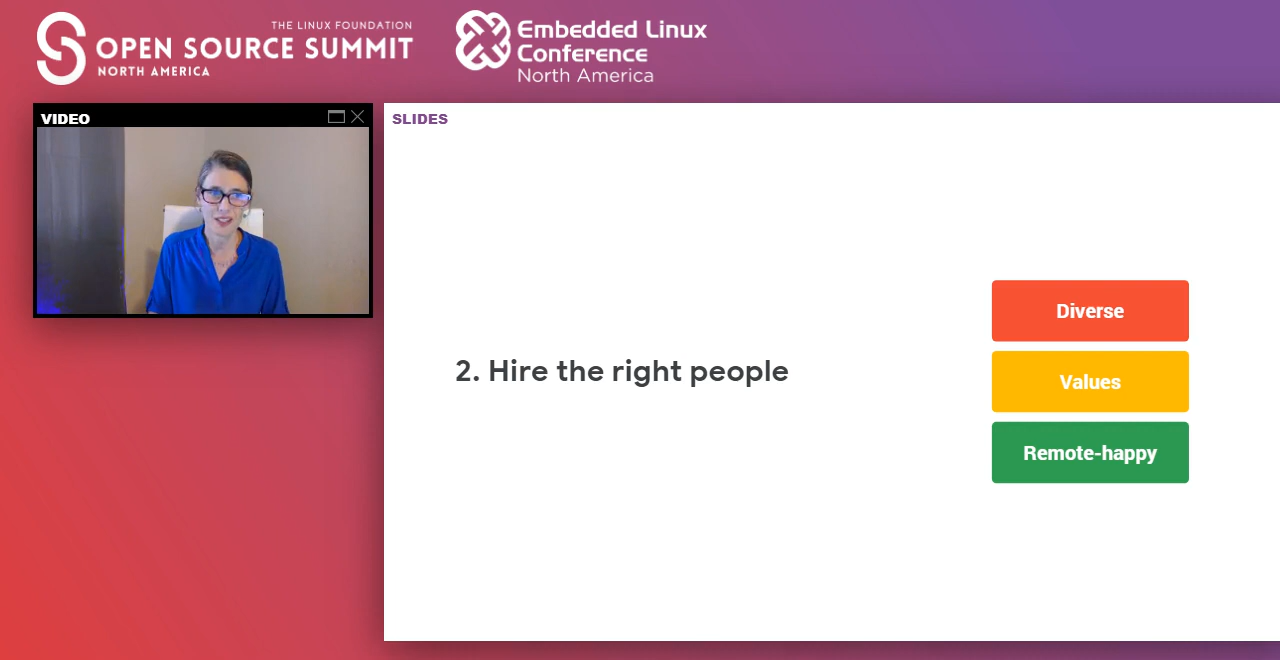 THE LINUX FOUNDATION
OPEN SOURCE SUMMIT
NORTH AMERICA
Embedded Linux
Conference
North America
VIDEO
SLIDES
2. Hire the right people
Diverse
Values
Remote-happy